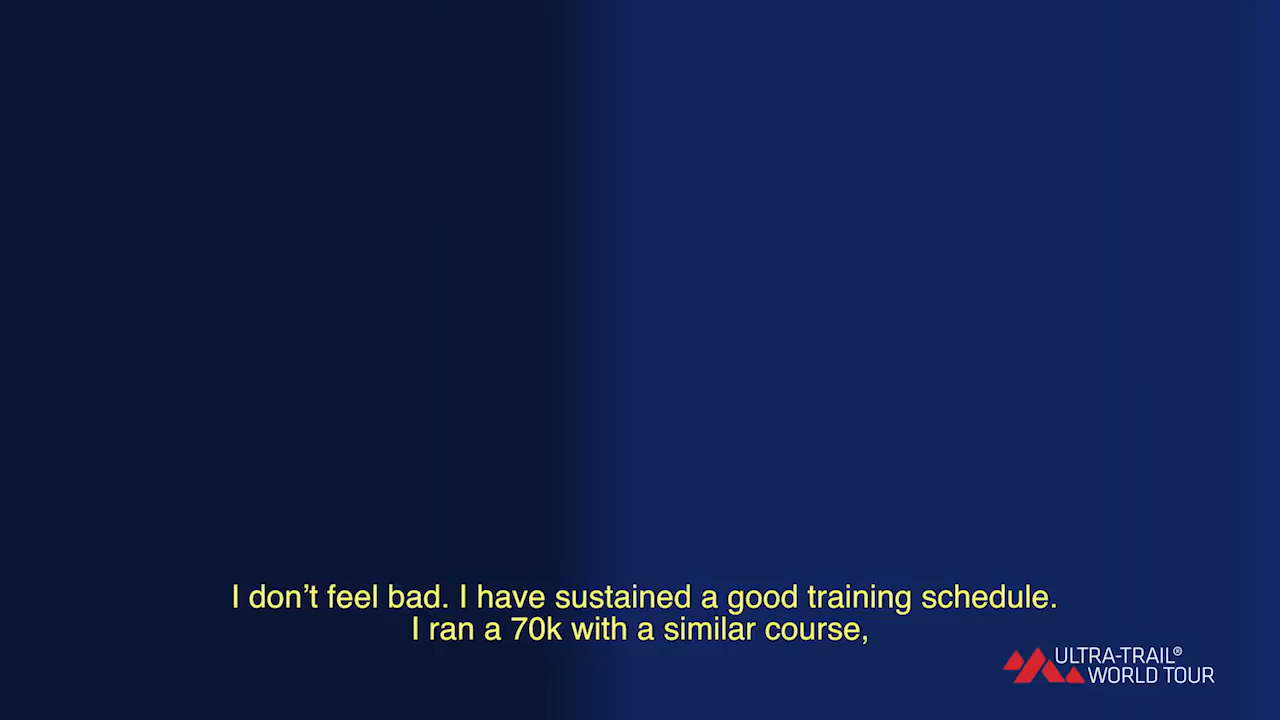 I don’t feel bad. I have sustained a good training schedule.
I ran a 70k with a similar course,
ULTRA-TRAIL®
WORLD TOUR